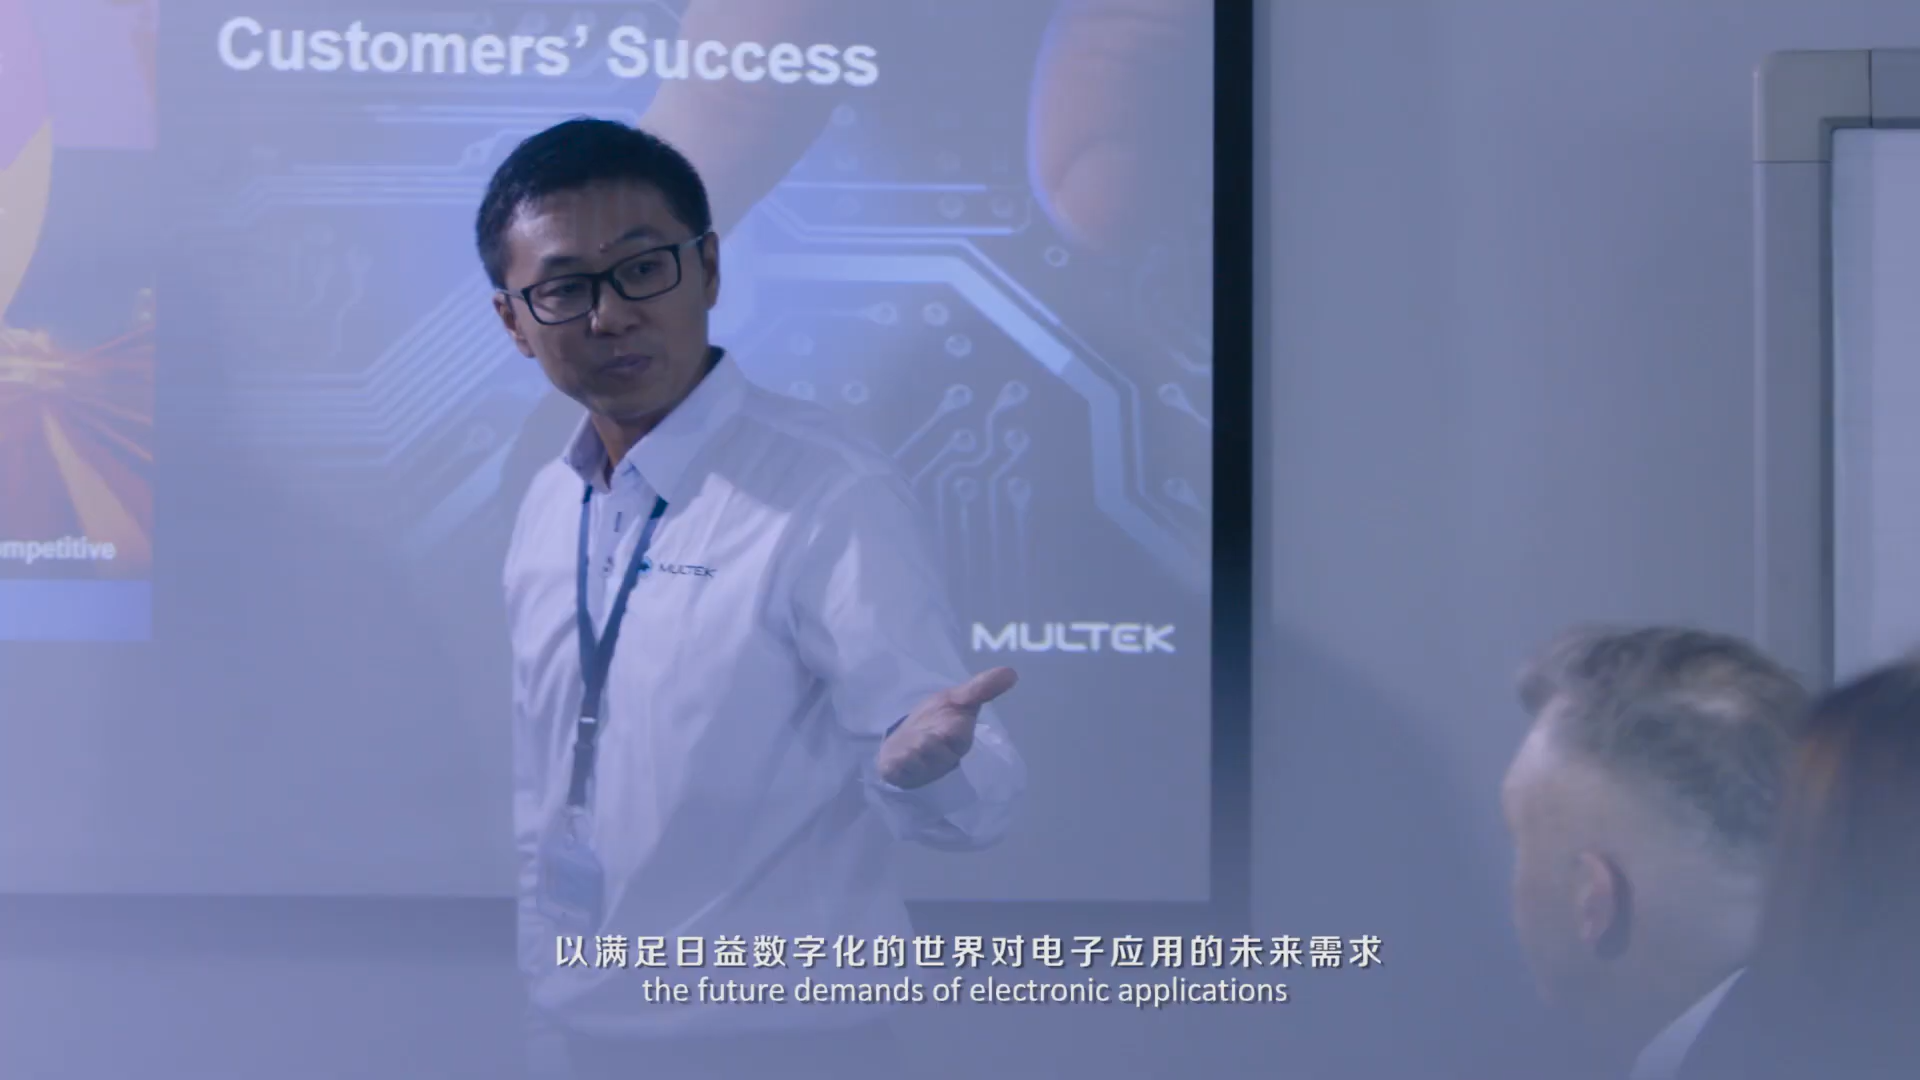 Customers' Success
ompetitive
MULTEK
MULTEK
以满足日益数字化的世界对电子应用的未来需求
the future demands of electronic applications